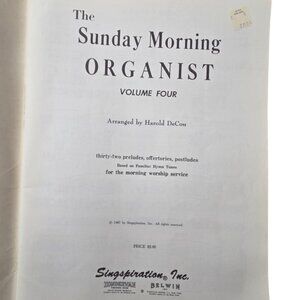 The
Sunday Morning
ORGANIST
VOLUME FOUR
Arranged by Harold DeCou
thirty-two preludes, offertories, postludes
Based on Familiar Hymn Tunes
for the morning worship service
Singspiration, Inc.
ZONDERVAN
BELWIN